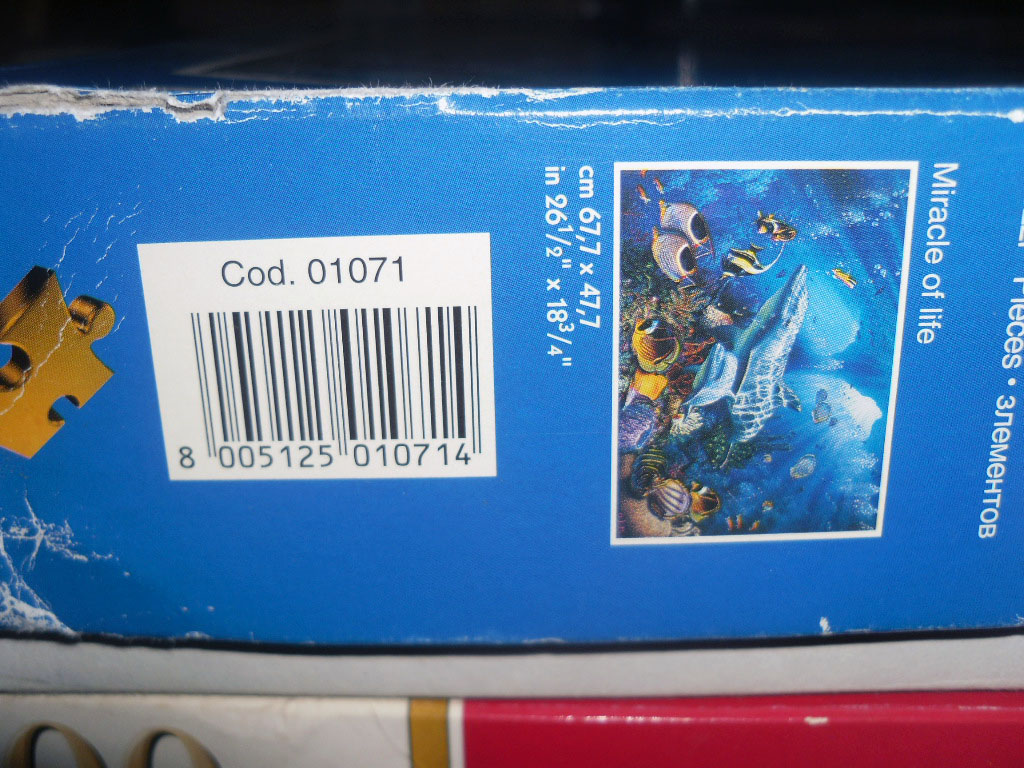 Pieces • Элементов
Miracle of life
cm 67,7 x 47,7
in 26 1/2" x 18 3/4"
Cod. 01071
8 005125 010714
00